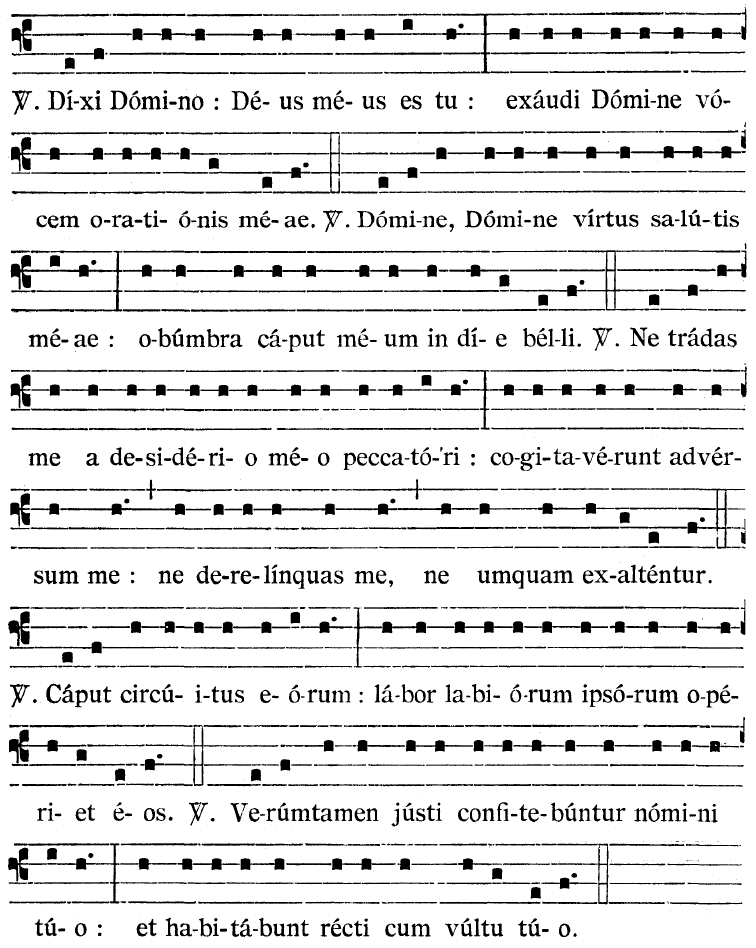 ℣. Dí-xi Dómi-no : Dé- us mé- us es tu : exáudi Dómi-ne vó-
cem o-ra-ti- ó-nis mé- ae. ℣. Dómi-ne, Dómi-ne vírtus sa-lú-tis
mé- ae : o-búmbra cá-put mé- um in dí- e bél-li. ℣. Ne trádas
me a de-si-dé-ri- o mé- o pecca-tó-ri : co-gi-ta-vé-runt advér-
sum me : ne de-re-línquas me, ne umquam ex-alténtur.
℣. Cáput circú- i-tus e- ó-rum : lá-bor la-bi- ó-rum ipsó-rum o-pé-
ri- et é- os. ℣. Ve-rúmtamen jústi confi-te-búntur nómi-ni
tú- o : et ha-bi-tá-bunt récti cum vúltu tú- o.